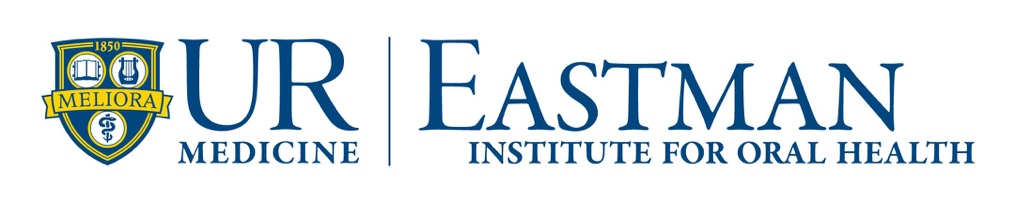 1850
MELIORA
UR
MEDICINE
EASTMAN
INSTITUTE FOR ORAL HEALTH